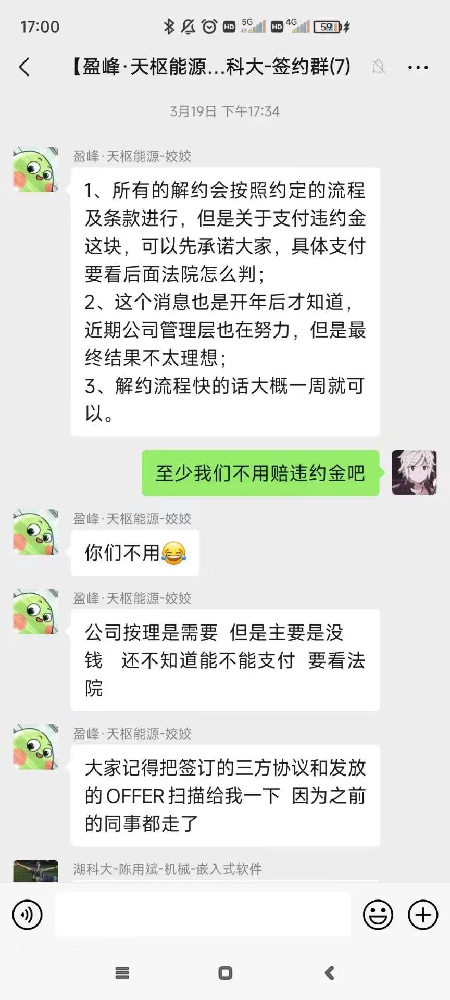 17:00
HD 5G HD 4G 59
【盈峰·天枢能源...科大-签约群(7)
3月19日 下午17:34
盈峰·天枢能源-姣姣
1、所有的解约会按照约定的流程
及条款进行，但是关于支付违约金
这块，可以先承诺大家，具体支付
要看后面法院怎么判；
2、这个消息也是开年后才知道，
近期公司管理层也在努力，但是最
终结果不太理想；
3、解约流程快的话大概一周就可
以。
至少我们不用赔违约金吧
盈峰·天枢能源-姣姣
你们不用😂
盈峰·天枢能源-姣姣
公司按理是需要 但是主要是没
钱 还不知道能不能支付 要看法
院
盈峰·天枢能源-姣姣
大家记得把签订的三方协议和发放
的OFFER扫描给我一下 因为之前
的同事都走了
湖科大-陈用斌-机械-嵌入式软件